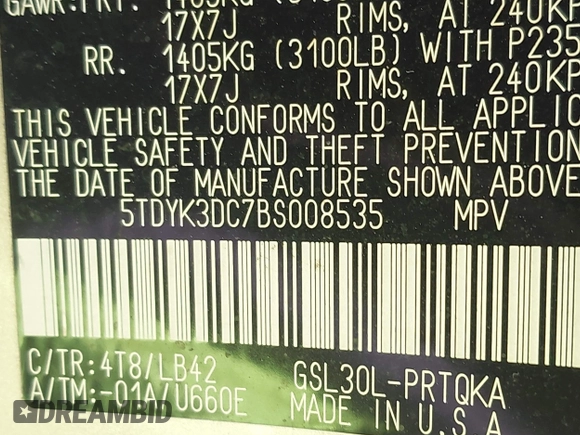 17X7J RIMS, AT 240KP
RR. 1405KG (3100LB) WITH P235
17X7J RIMS, AT 240KP
THIS VEHICLE CONFORMS TO ALL APPLIC
VEHICLE SAFETY AND THEFT PREVENTION
THE DATE OF MANUFACTURE SHOWN ABOVE
5TDYK3DC7BS008535 MPV
C/TR:4T8/LB42 GSL30L-PRTQKA
A/TM:-01A/U660E MADE IN U.S.A
DREAMBID